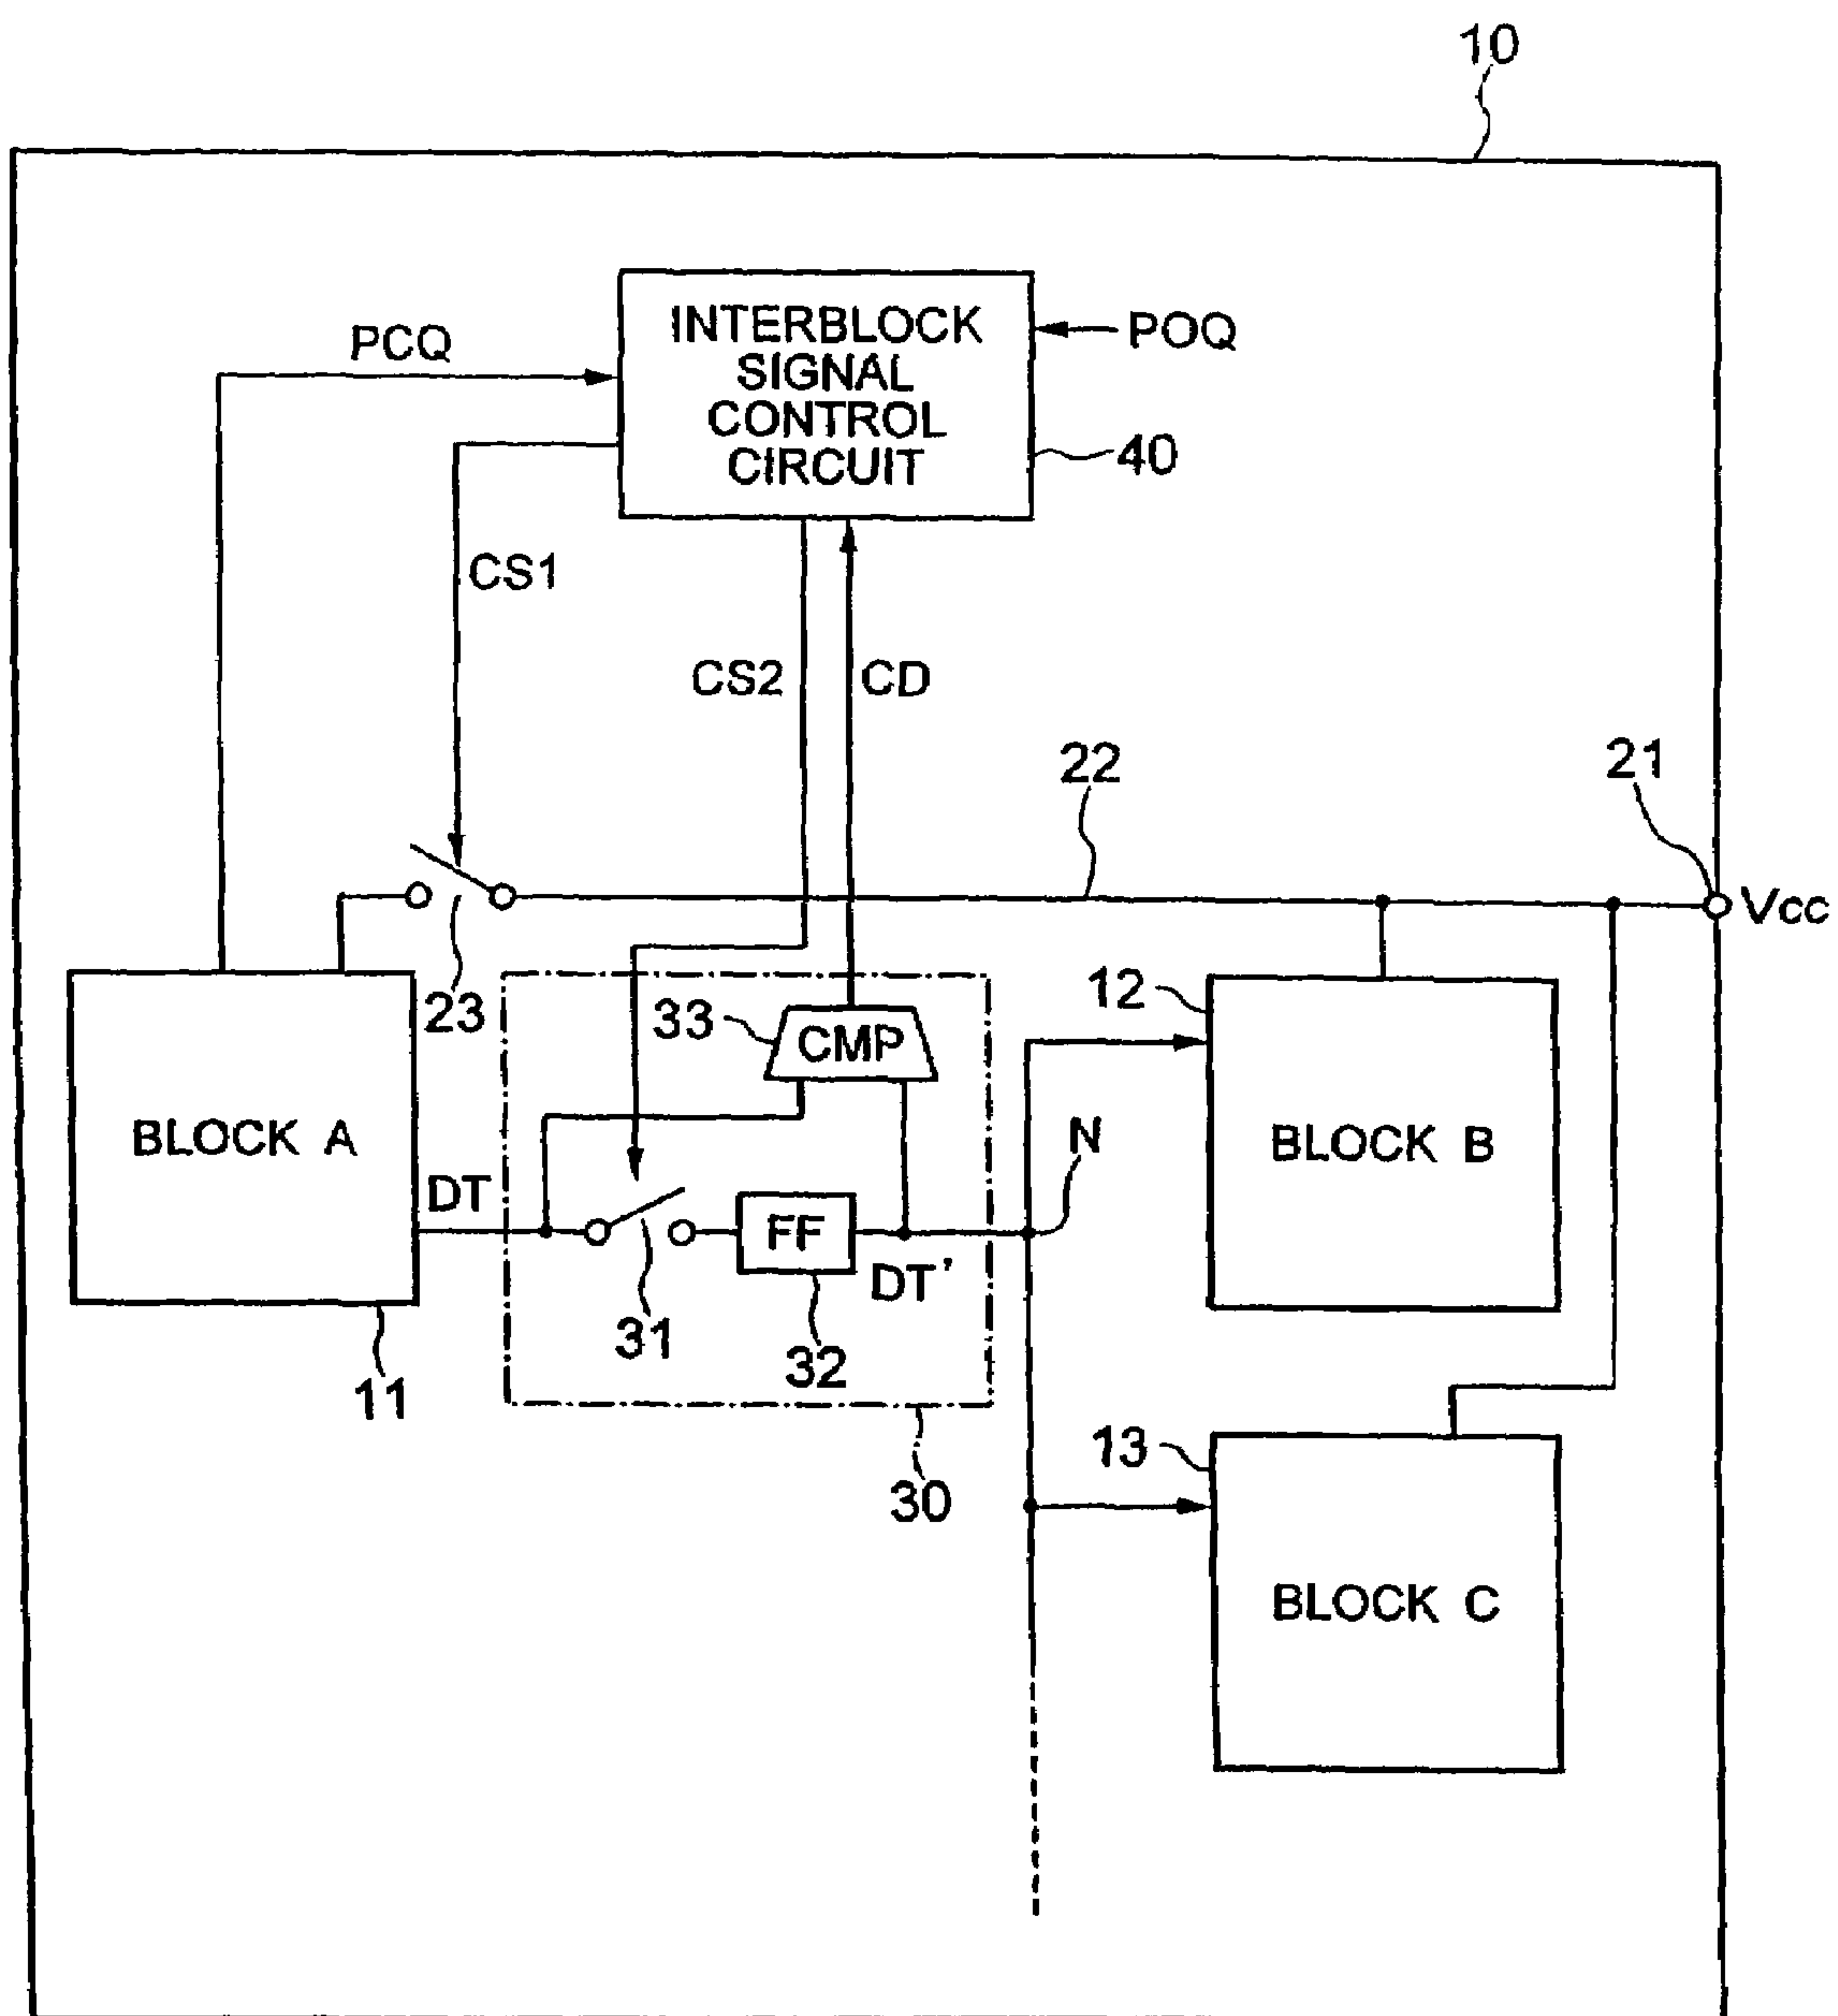 10
INTERBLOCK
SIGNAL
CONTROL
CIRCUIT
PCQ
POQ
40
CS1
CS2
CD
22
21
Vcc
23
33
CMP
12
BLOCK A
DT
N
BLOCK B
FF
DT'
31
32
11
30
13
BLOCK C